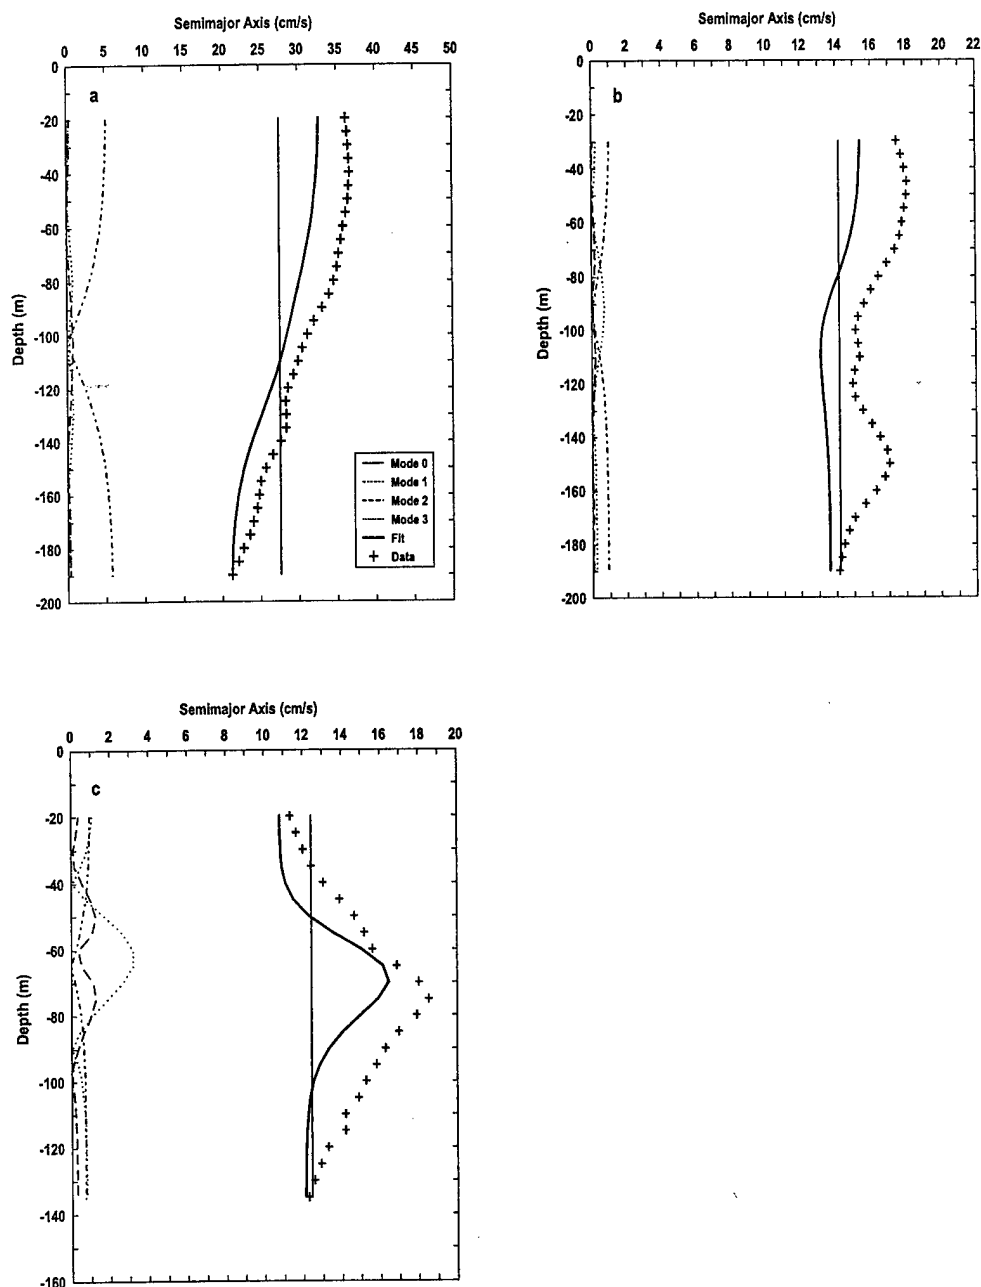 Semimajor Axis (cm/s)
0 5 10 15 20 25 30 35 40 45 50
0
-20
-40
-60
-80
-100
-120
-140
-160
-180
-200
Depth (m)
a
Mode 0
Mode 1
Mode 2
Mode 3
Fit
Data
Semimajor Axis (cm/s)
0 2 4 6 8 10 12 14 16 18 20 22
0
-20
-40
-60
-80
-100
-120
-140
-160
-180
-200
Depth (m)
b
Semimajor Axis (cm/s)
0 2 4 6 8 10 12 14 16 18 20
0
-20
-40
-60
-80
-100
-120
-140
-160
Depth (m)
c